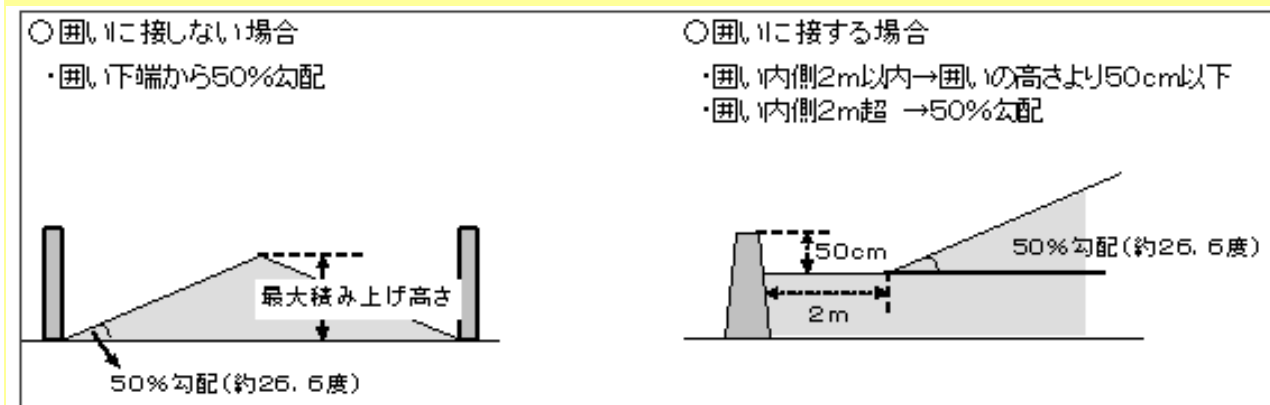 ○囲いに接しない場合
・囲い下端から50%勾配
最大積み上げ高さ
50%勾配(約26.6度)
○囲いに接する場合
・囲い内側2m以内→囲いの高さより50cm以下
・囲い内側2m超 →50%勾配
50cm
50%勾配(約26.6度)
2m